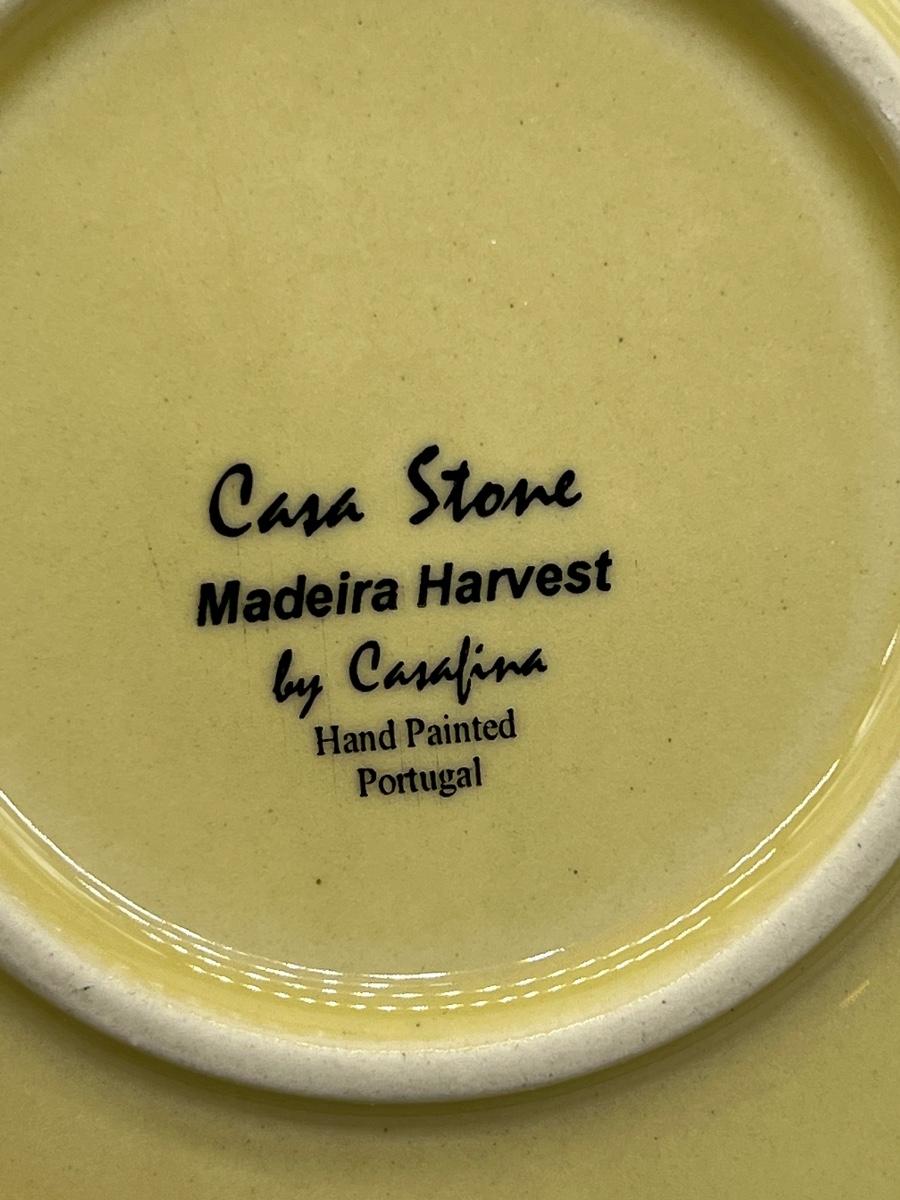 Casa Stone
Madeira Harvest
by Casafina
Hand Painted
Portugal